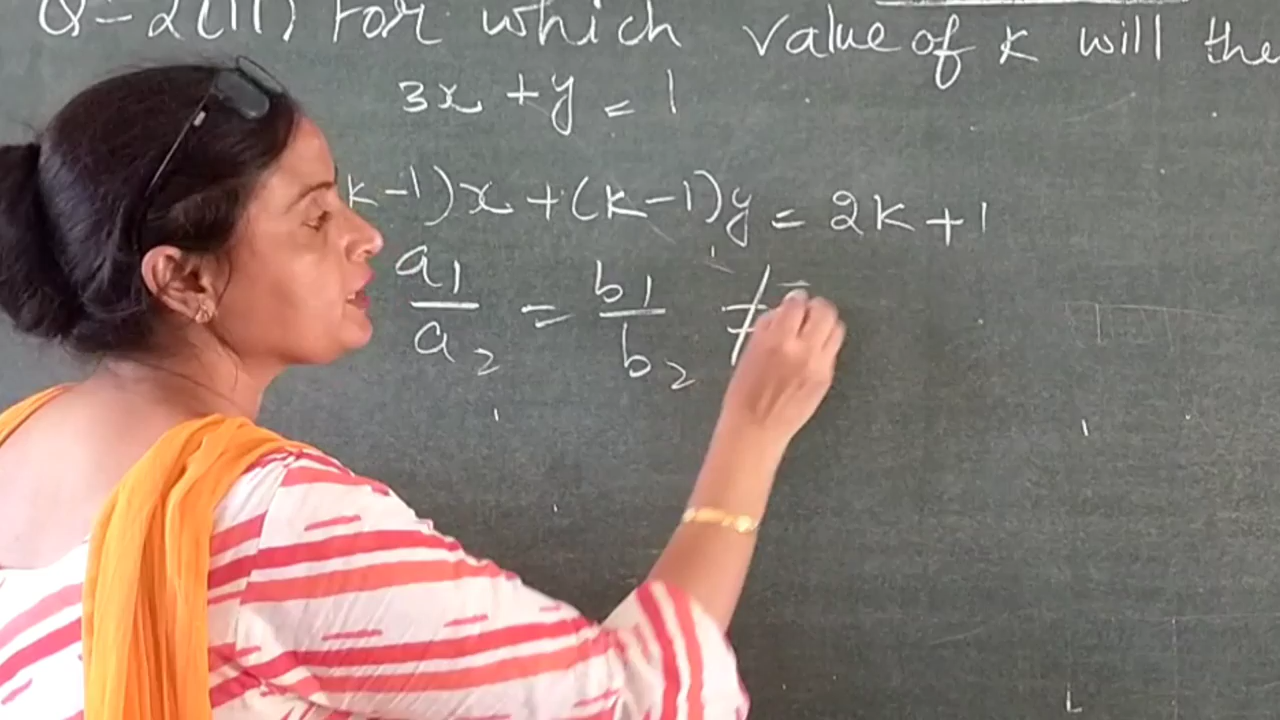 Q=2(ii) For which value of k will the
3x + y = 1
k-1)x + (k-1)y = 2k+1
a1/a2 = b1/b2 ≠